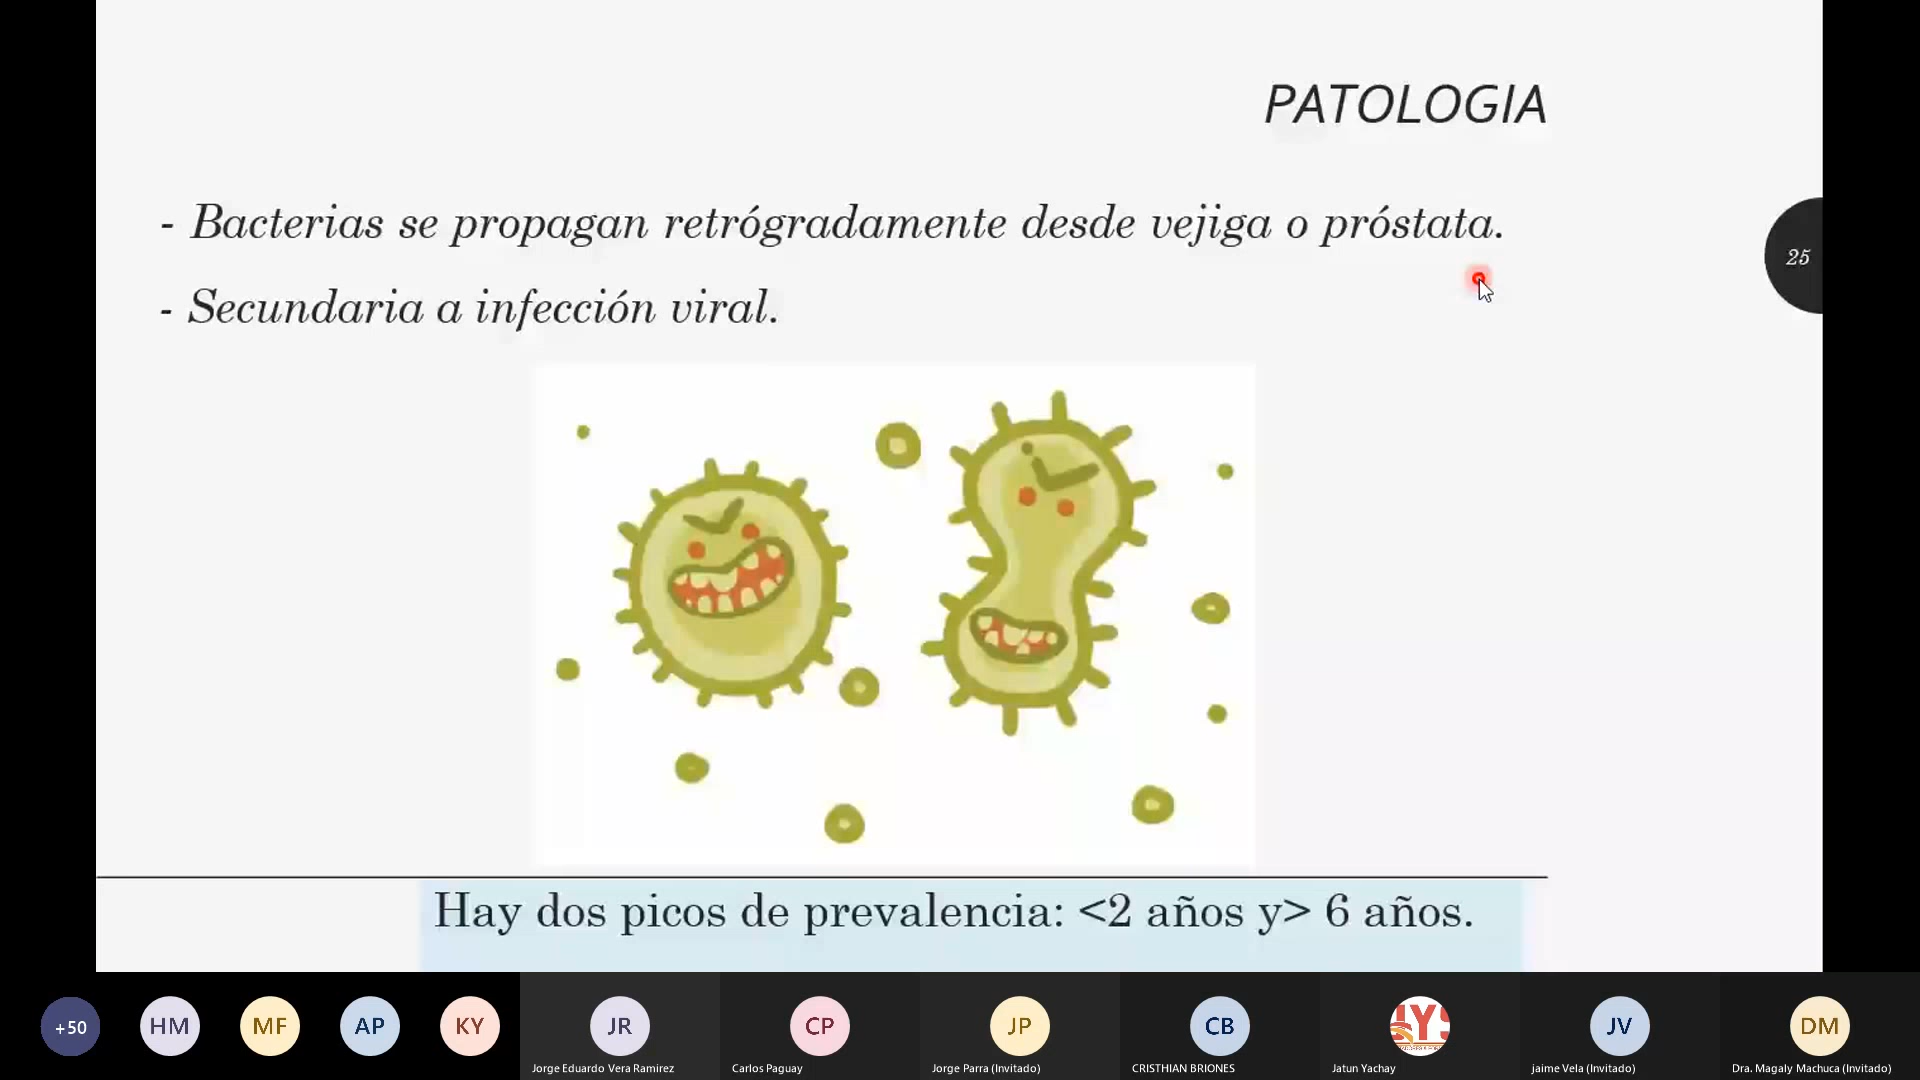 PATOLOGIA
- Bacterias se propagan retrógradamente desde vejiga o próstata.
25
- Secundaria a infección viral.
Hay dos picos de prevalencia: <2 años y> 6 años.
+50
HM
MF
AP
KY
JR
CP
JP
CB
JV
DM
Jorge Eduardo Vera Ramirez
Carlos Paguay
Jorge Parra (Invitado)
CRISTHIAN BRIONES
Jatun Yachay
jaime Vela (Invitado)
Dra. Magaly Machuca (Invitado)